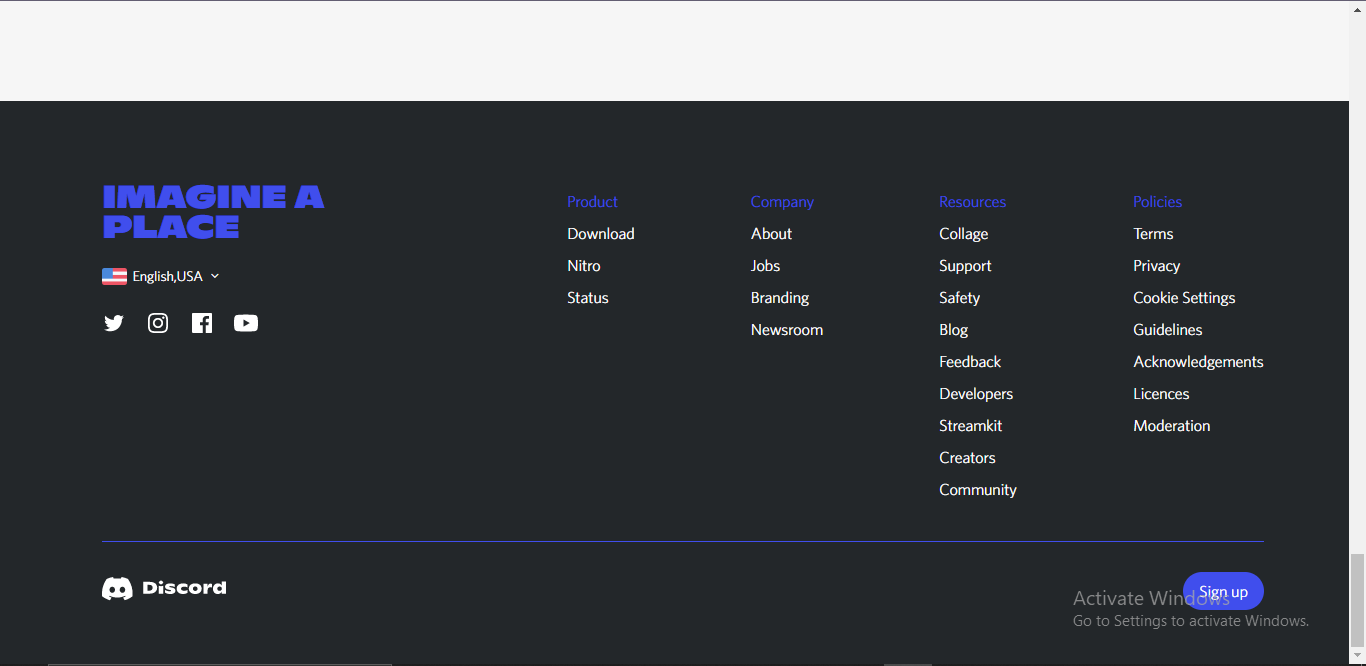 IMAGINE A
PLACE
English,USA
Product
Download
Nitro
Status
Company
About
Jobs
Branding
Newsroom
Resources
Collage
Support
Safety
Blog
Feedback
Developers
Streamkit
Creators
Community
Policies
Terms
Privacy
Cookie Settings
Guidelines
Acknowledgements
Licences
Moderation
Discord
Sign up
Activate Windows
Go to Settings to activate Windows.